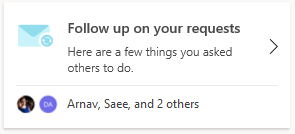 Follow up on your requests
Here are a few things you asked
others to do.
DA
Arnav, Saee, and 2 others